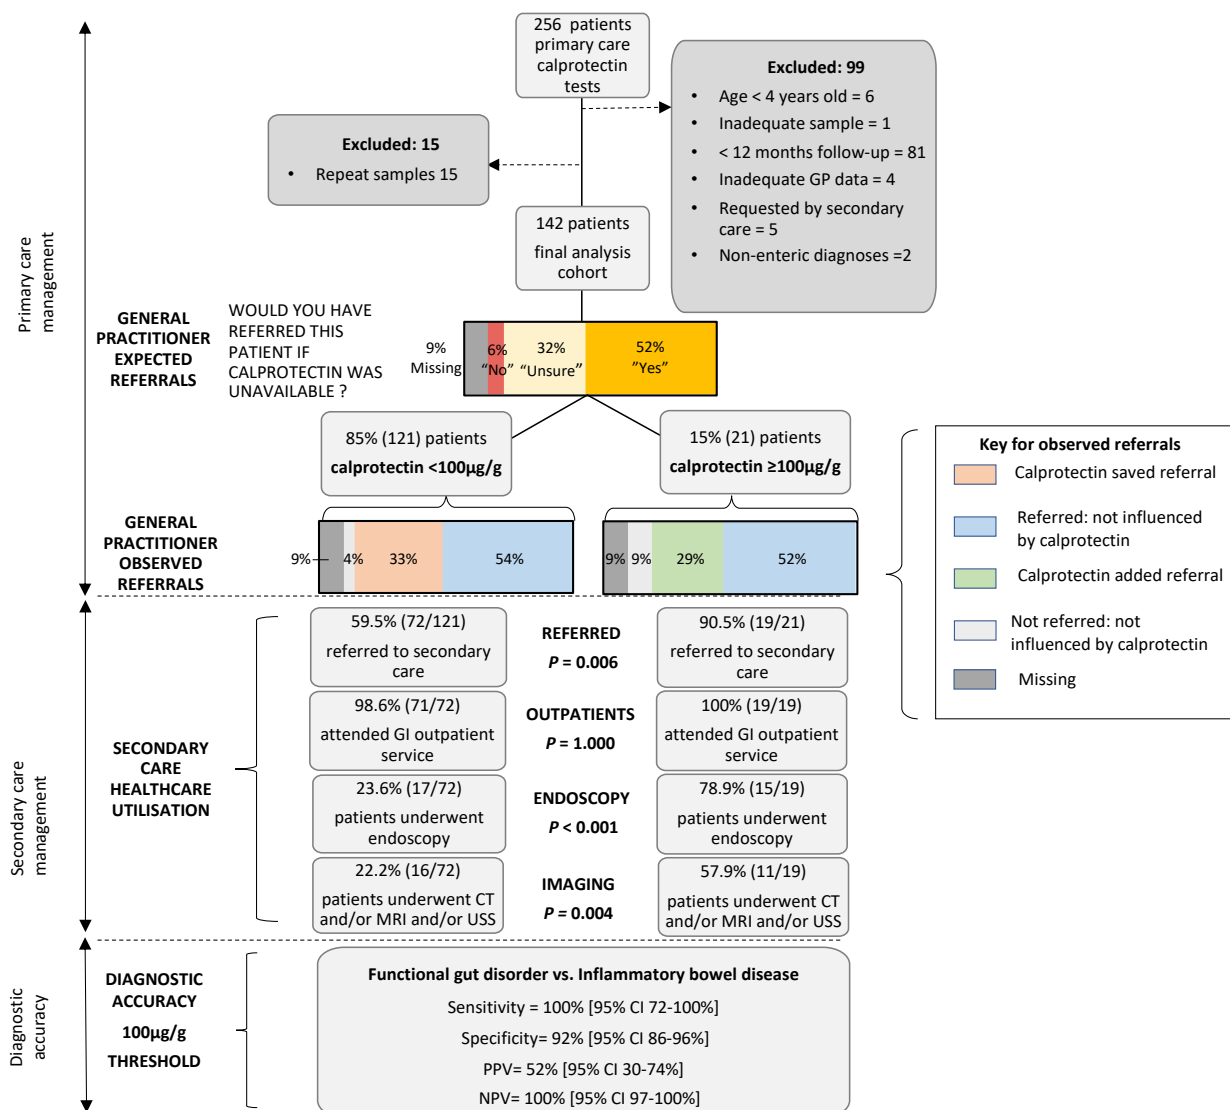 256 patients
primary care
calprotectin
tests
Excluded: 99
• Age < 4 years old = 6
• Inadequate sample = 1
• < 12 months follow-up = 81
• Inadequate GP data = 4
• Requested by secondary
care = 5
• Non-enteric diagnoses =2
Excluded: 15
• Repeat samples 15
142 patients
final analysis
cohort
Primary care
management
GENERAL
PRACTITIONER
EXPECTED
REFERRALS
WOULD YOU HAVE
REFERRED THIS
PATIENT IF
CALPROTECTIN WAS
UNAVAILABLE ?
9%
Missing
6%
“No”
32%
“Unsure”
52%
”Yes”
85% (121) patients
calprotectin <100µg/g
15% (21) patients
calprotectin ≥100µg/g
GENERAL
PRACTITIONER
OBSERVED
REFERRALS
9%
4%
33%
54%
9%
9%
29%
52%
Key for observed referrals
Calprotectin saved referral
Referred: not influenced
by calprotectin
Calprotectin added referral
Not referred: not
influenced by calprotectin
Missing
Secondary care
management
SECONDARY
CARE
HEALTHCARE
UTILISATION
59.5% (72/121)
referred to secondary
care
REFERRED
P = 0.006
90.5% (19/21)
referred to secondary
care
98.6% (71/72)
attended GI outpatient
service
OUTPATIENTS
P = 1.000
100% (19/19)
attended GI outpatient
service
23.6% (17/72)
patients underwent
endoscopy
ENDOSCOPY
P < 0.001
78.9% (15/19)
patients underwent
endoscopy
22.2% (16/72)
patients underwent CT
and/or MRI and/or USS
IMAGING
P = 0.004
57.9% (11/19)
patients underwent CT
and/or MRI and/or USS
Diagnostic
accuracy
DIAGNOSTIC
ACCURACY
100µg/g
THRESHOLD
Functional gut disorder vs. Inflammatory bowel disease
Sensitivity = 100% [95% CI 72-100%]
Specificity= 92% [95% CI 86-96%]
PPV= 52% [95% CI 30-74%]
NPV= 100% [95% CI 97-100%]